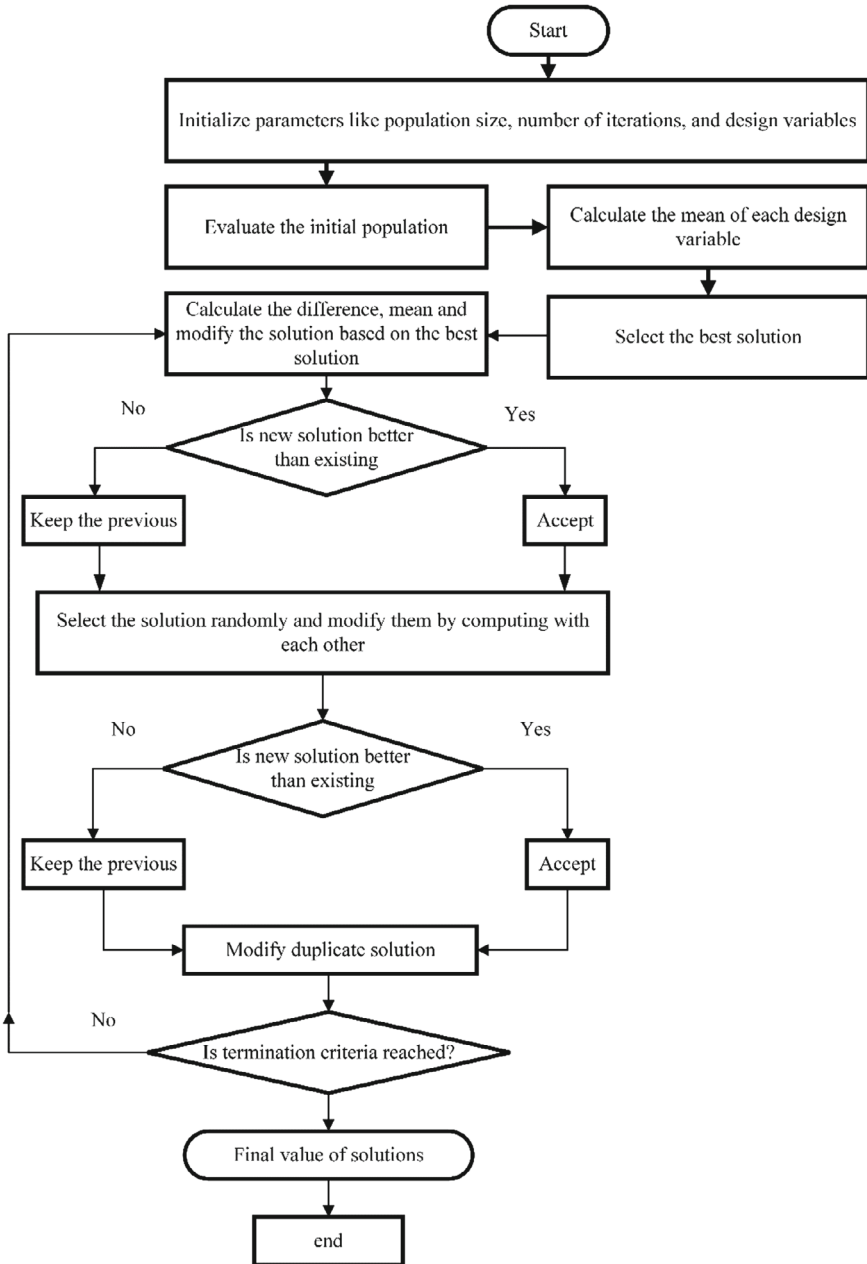 Start
Initialize parameters like population size, number of iterations, and design variables
Evaluate the initial population
Calculate the mean of each design
variable
Select the best solution
Calculate the difference, mean and
modify the solution based on the best
solution
No
Yes
Is new solution better
than existing
Keep the previous
Accept
Select the solution randomly and modify them by computing with
each other
No
Yes
Is new solution better
than existing
Keep the previous
Accept
Modify duplicate solution
No
Is termination criteria reached?
Final value of solutions
end